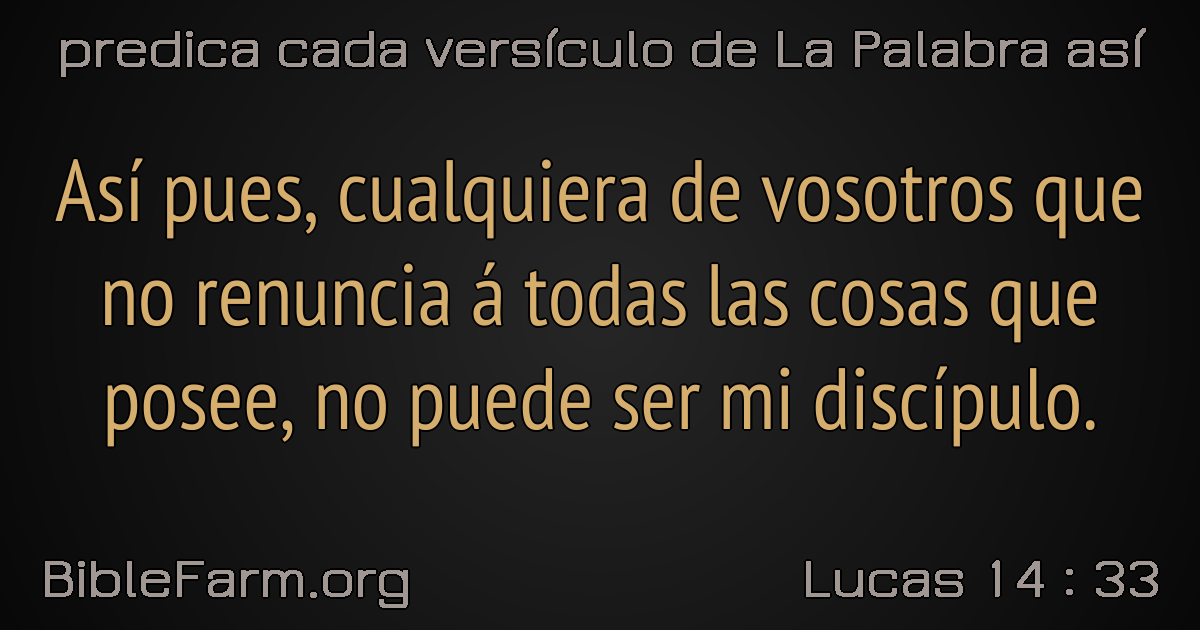 predica cada versículo de La Palabra así
Así pues, cualquiera de vosotros que
no renuncia á todas las cosas que
posee, no puede ser mi discípulo.
BibleFarm.org
Lucas 14 : 33